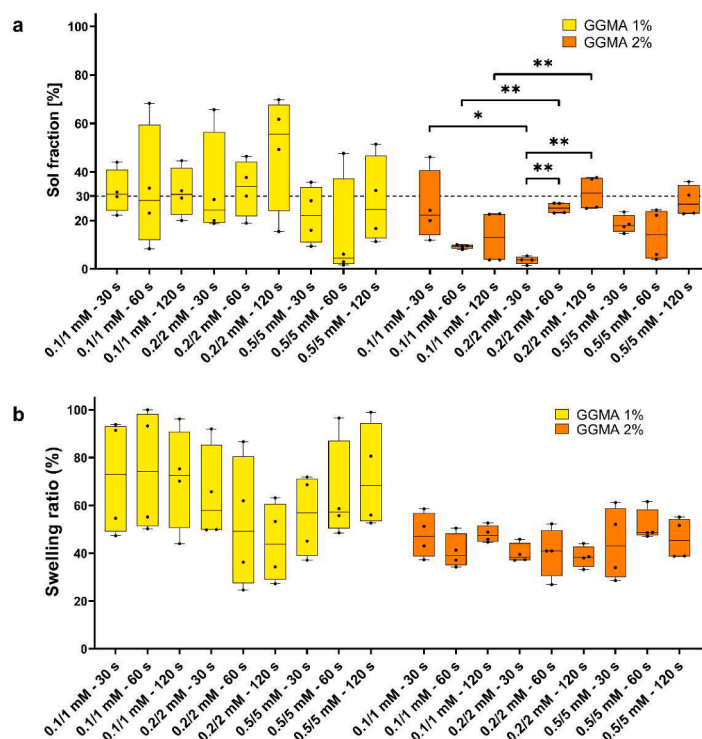 a
GGMA 1%
GGMA 2%
Sol fraction [%]
100
80
60
40
30
20
0
**
**
*
**
**
0.1/1 mM - 30 s
0.1/1 mM - 60 s
0.1/1 mM - 120 s
0.2/2 mM - 30 s
0.2/2 mM - 60 s
0.2/2 mM - 120 s
0.5/5 mM - 30 s
0.5/5 mM - 60 s
0.5/5 mM - 120 s
0.1/1 mM - 30 s
0.1/1 mM - 60 s
0.1/1 mM - 120 s
0.2/2 mM - 30 s
0.2/2 mM - 60 s
0.2/2 mM - 120 s
0.5/5 mM - 30 s
0.5/5 mM - 60 s
0.5/5 mM - 120 s
b
GGMA 1%
GGMA 2%
Swelling ratio (%)
100
80
60
40
20
0
0.1/1 mM - 30 s
0.1/1 mM - 60 s
0.1/1 mM - 120 s
0.2/2 mM - 30 s
0.2/2 mM - 60 s
0.2/2 mM - 120 s
0.5/5 mM - 30 s
0.5/5 mM - 60 s
0.5/5 mM - 120 s
0.1/1 mM - 30 s
0.1/1 mM - 60 s
0.1/1 mM - 120 s
0.2/2 mM - 30 s
0.2/2 mM - 60 s
0.2/2 mM - 120 s
0.5/5 mM - 30 s
0.5/5 mM - 60 s
0.5/5 mM - 120 s